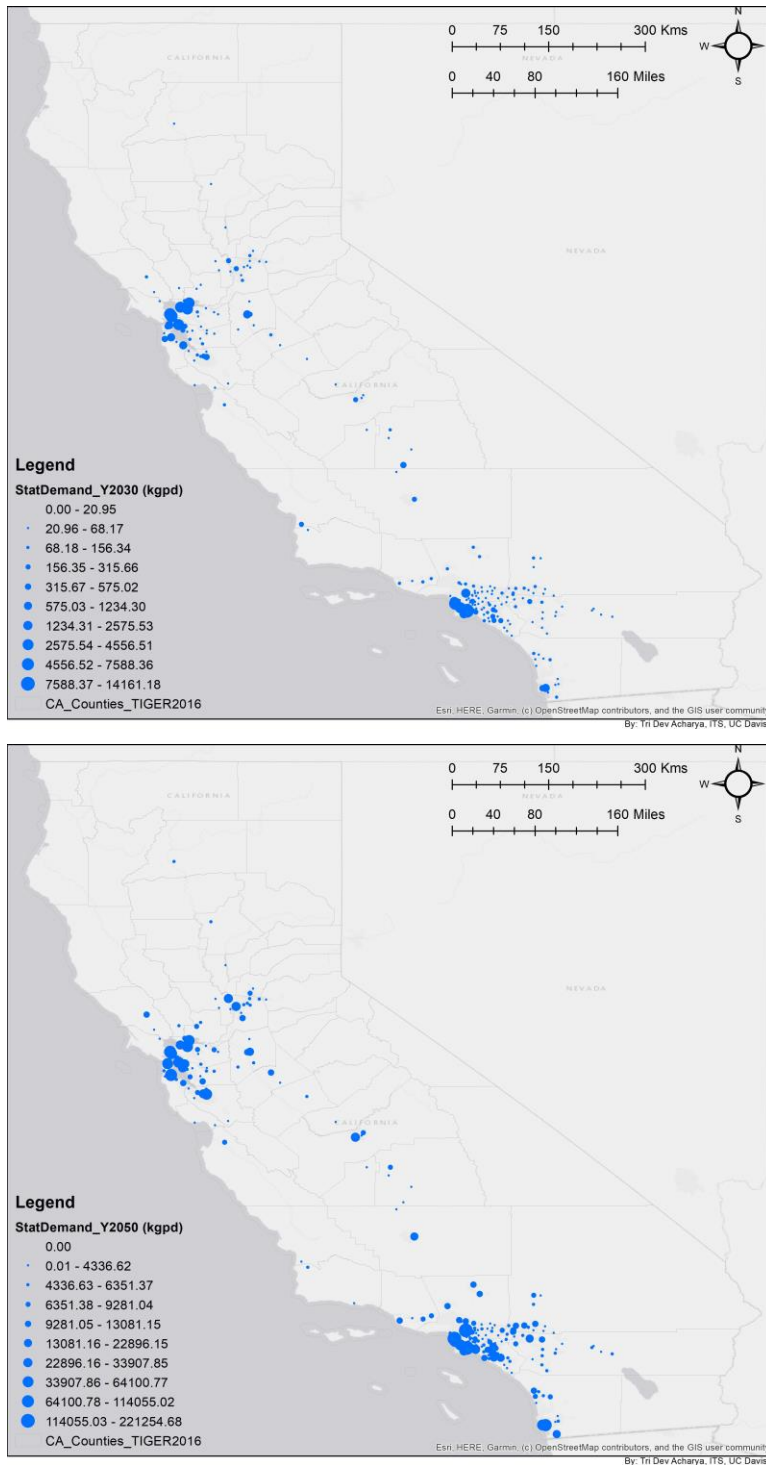 N
0 75 150 300 Kms
CALIFORNIA
NEVADA
W E
0 40 80 160 Miles
S
NEVADA
CALIFORNIA
Legend
StatDemand_Y2030 (kgpd)
0.00 - 20.95
20.96 - 68.17
68.18 - 156.34
156.35 - 315.66
315.67 - 575.02
575.03 - 1234.30
1234.31 - 2575.53
2575.54 - 4556.51
4556.52 - 7588.36
7588.37 - 14161.18
CA_Counties_TIGER2016
Esri, HERE, Garmin, (c) OpenStreetMap contributors, and the GIS user community
By: Tri Dev Acharya, ITS, UC Davis
N
0 75 150 300 Kms
CALIFORNIA
NEVADA
W E
0 40 80 160 Miles
S
NEVADA
CALIFORNIA
Legend
StatDemand_Y2050 (kgpd)
0.00
0.01 - 4336.62
4336.63 - 6351.37
6351.38 - 9281.04
9281.05 - 13081.15
13081.16 - 22896.15
22896.16 - 33907.85
33907.86 - 64100.77
64100.78 - 114055.02
114055.03 - 221254.68
CA_Counties_TIGER2016
Esri, HERE, Garmin, (c) OpenStreetMap contributors, and the GIS user community
By: Tri Dev Acharya, ITS, UC Davis